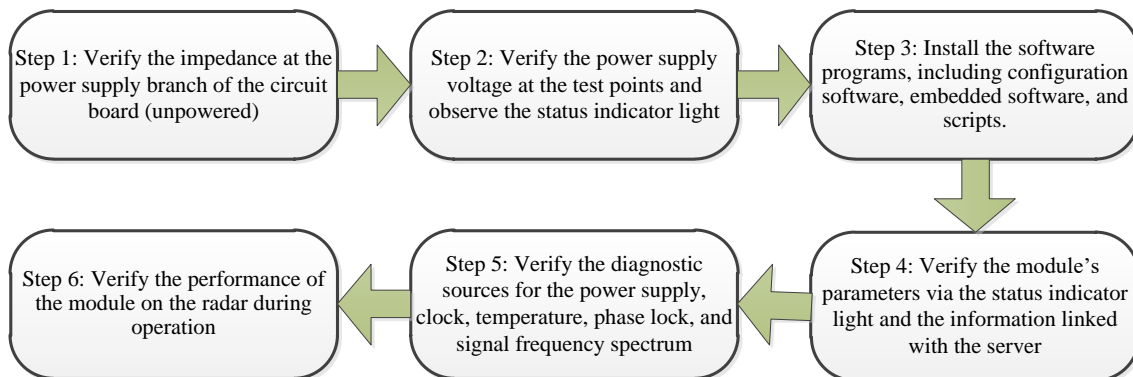 Step 1: Verify the impedance at the
power supply branch of the circuit
board (unpowered)
Step 2: Verify the power supply
voltage at the test points and
observe the status indicator light
Step 3: Install the software
programs, including configuration
software, embedded software, and
scripts.
Step 4: Verify the module’s
parameters via the status indicator
light and the information linked
with the server
Step 5: Verify the diagnostic
sources for the power supply,
clock, temperature, phase lock, and
signal frequency spectrum
Step 6: Verify the performance of
the module on the radar during
operation